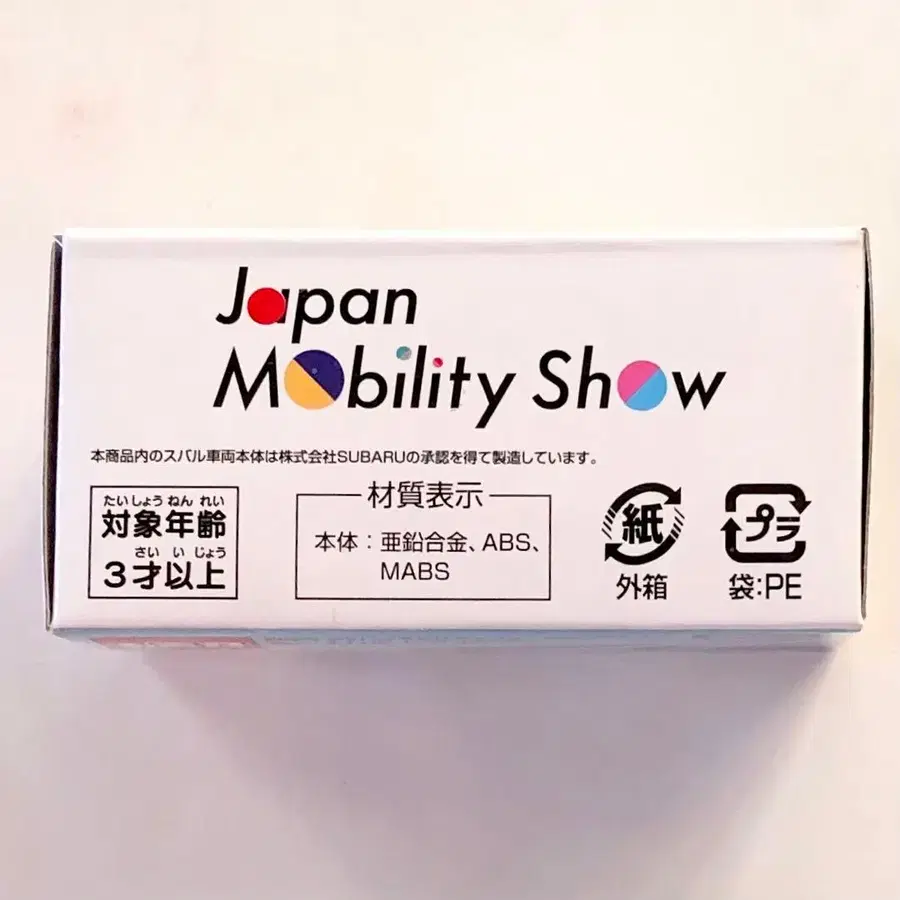 Japan
Mobility Show
本商品内のスバル車両本体は株式会社SUBARUの承認を得て製造しています。
たいしょう ねん れい
対象年齢
さい い じょう
3才以上
材質表示
本体：亜鉛合金、ABS、
MABS
紙
外箱
プラ
袋:PE